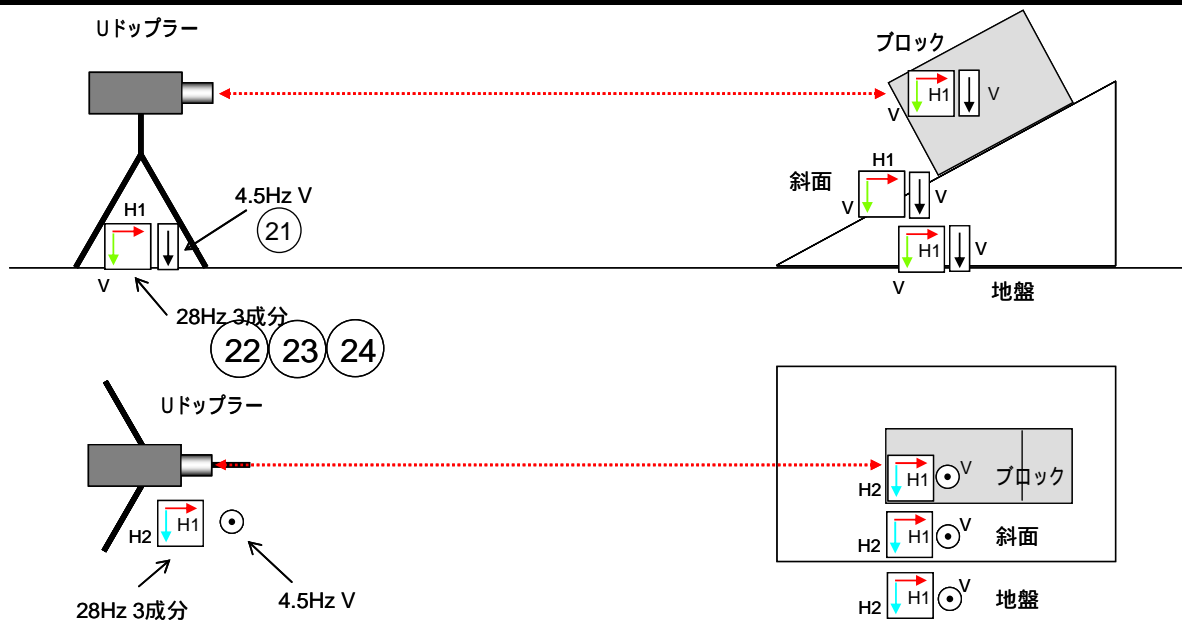 Uドップラー
ブロック
H1
V
V
H1
斜面
V
V
4.5Hz V
21
H1
V
H1
V
V
地盤
28Hz 3成分
22
23
24
Uドップラー
H1
H2
V
ブロック
H1
H2
H1
H2
V
斜面
4.5Hz V
28Hz 3成分
H1
H2
V
地盤